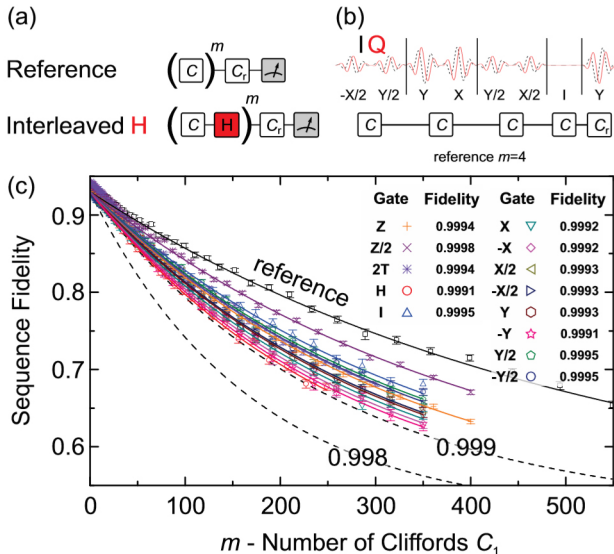 (a)
Reference
( C ) m Cr
Interleaved H
( C H ) m Cr
(b)
I Q
-X/2 Y/2 Y X Y/2 X/2 I Y
C C C C Cr
reference m=4
(c)
Sequence Fidelity
0.9
0.8
0.7
0.6
Gate Fidelity Gate Fidelity
Z 0.9994 X 0.9992
Z/2 0.9998 -X 0.9992
2T 0.9994 X/2 0.9993
H 0.9991 -X/2 0.9993
I 0.9995 Y 0.9993
-Y 0.9991
Y/2 0.9995
-Y/2 0.9995
reference
0.998
0.999
0 100 200 300 400 500
m - Number of Cliffords C1